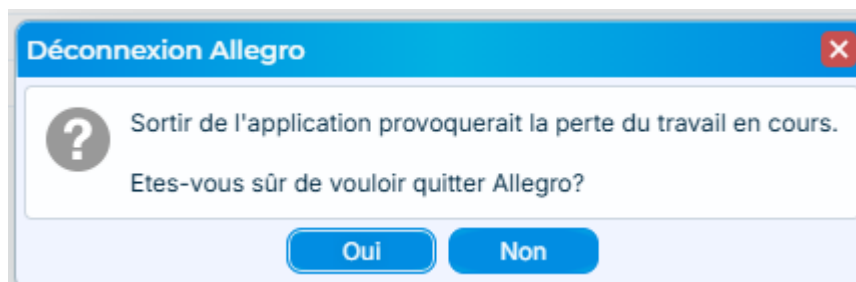 Déconnexion Allegro
Sortir de l'application provoquerait la perte du travail en cours.
Etes-vous sûr de vouloir quitter Allegro?
Oui
Non